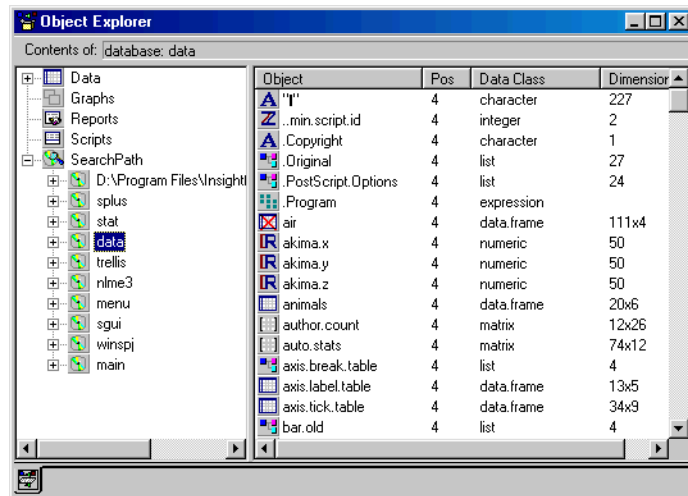 Object Explorer
Contents of: database: data
Data
Graphs
Reports
Scripts
SearchPath
D:\Program Files\Insight
splus
stat
data
trellis
nlme3
menu
sgui
winspj
main
Object Pos Data Class Dimension
"|" 4 character 227
..min.script.id 4 integer 2
.Copyright 4 character 1
.Original 4 list 27
.PostScript.Options 4 list 24
.Program 4 expression
air 4 data.frame 111x4
akima.x 4 numeric 50
akima.y 4 numeric 50
akima.z 4 numeric 50
animals 4 data.frame 20x6
author.count 4 matrix 12x26
auto.stats 4 matrix 74x12
axis.break.table 4 list 4
axis.label.table 4 data.frame 13x5
axis.tick.table 4 data.frame 34x9
bar.old 4 list 4